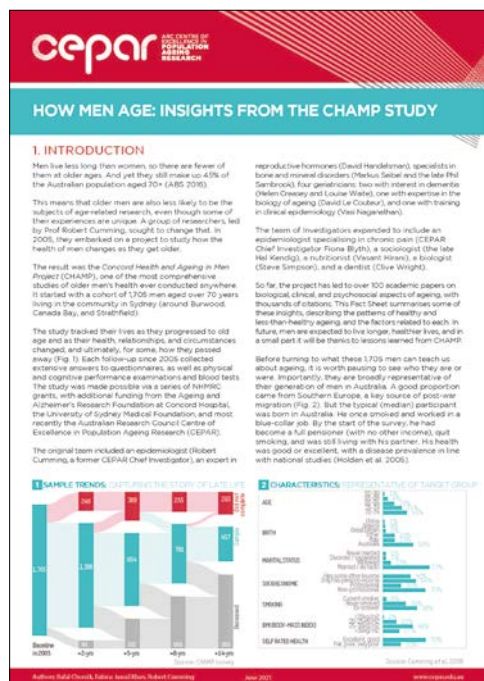 cepar
ARC CENTRE OF
EXCELLENCE IN
POPULATION
AGEING
RESEARCH
HOW MEN AGE: INSIGHTS FROM THE CHAMP STUDY
1. INTRODUCTION
Men live less long than women, so there are fewer of
them at older ages. And yet they still make up 45%
of the Australian population aged 70+ (ABS 2016).
This means that older men are also less likely to be the
subjects of age-related research, even though some of
their experiences are unique. A group of researchers, led
by Prof Robert Cumming, sought to change that. In
2005, they embarked on a project to study how the
health of men changes as they get older.
The result was the Concord Health and Ageing in Men
Project (CHAMP), one of the most comprehensive
studies of older men's health ever conducted anywhere.
It started with a cohort of 1,705 men aged over 70 years
living in the community in Sydney (around Burwood,
Canada Bay, and Strathfield).
The study tracked their lives as they progressed to old
age and as their health, relationships, and circumstances
changed, and ultimately, for some, how they passed
away (Fig. 1). Each follow-up since 2005 collected
extensive answers to questionnaires, as well as physical
and cognitive performance examinations and blood tests.
The study was made possible via a series of NHMRC
grants, with additional funding from the Ageing and
Alzheimer's Research Foundation at Concord Hospital,
the University of Sydney Medical Foundation, and most
recently the Australian Research Council Centre of
Excellence in Population Ageing Research (CEPAR).
The original team included an epidemiologist (Robert
Cumming, a former CEPAR Chief Investigator), an expert in
reproductive hormones (David Handelsman), specialists in
bone and mineral disorders (Markus Seibel and the late Phil
Sambrook), four geriatricians: two with interest in dementia
(Helen Creasey and Louise Waite), one with expertise in the
biology of ageing (David Le Couteur), and one with training
in clinical epidemiology (Vasi Naganathan).
The team of Investigators expanded to include an
epidemiologist specialising in chronic pain (CEPAR
Chief Investigator Fiona Blyth), a sociologist (the late
Hal Kendig), a nutritionist (Vasant Hirani), a biologist
(Steve Simpson), and a dentist (Clive Wright).
So far, the project has led to over 100 academic papers on
biological, clinical, and psychosocial aspects of ageing, with
thousands of citations. This Fact Sheet summarises some of
these insights, describing the patterns of healthy and
less-than-healthy ageing, and the factors related to each. In
future, men are expected to live longer, healthier lives, and in
a small part it will be thanks to lessons learned from CHAMP.
Before turning to what these 1,705 men can teach us
about ageing, it is worth pausing to see who they are or
were. Importantly, they are broadly representative of
their generation of men in Australia. A good proportion
came from Southern Europe, a key source of post-war
migration (Fig. 2). But the typical (median) participant
was born in Australia. He once smoked and worked in a
blue-collar job. By the start of the survey, he had
become a full pensioner (with no other income), quit
smoking, and was still living with his partner. His health
was good or excellent, with a disease prevalence in line
with national studies (Holden et al. 2005).
1 SAMPLE TRENDS: CAPTURING THE STORY OF LATE LIFE
Baseline
in 2005
+2-yrs
+5-yrs
+8-yrs
+14-yrs
Deceased
Source: CHAMP survey
2 CHARACTERISTICS: REPRESENTATIVE OF TARGET GROUP
AGE
BIRTH
MARITAL STATUS
SOCIOECONOMIC
SMOKING
BMI (BODY-MASS INDEX)
SELF RATED HEALTH
Source: Cumming et al., 2009
Authors: Rafal Chomik, Fatima Jamal Khan, Robert Cumming
June 2021
www.cepar.edu.au